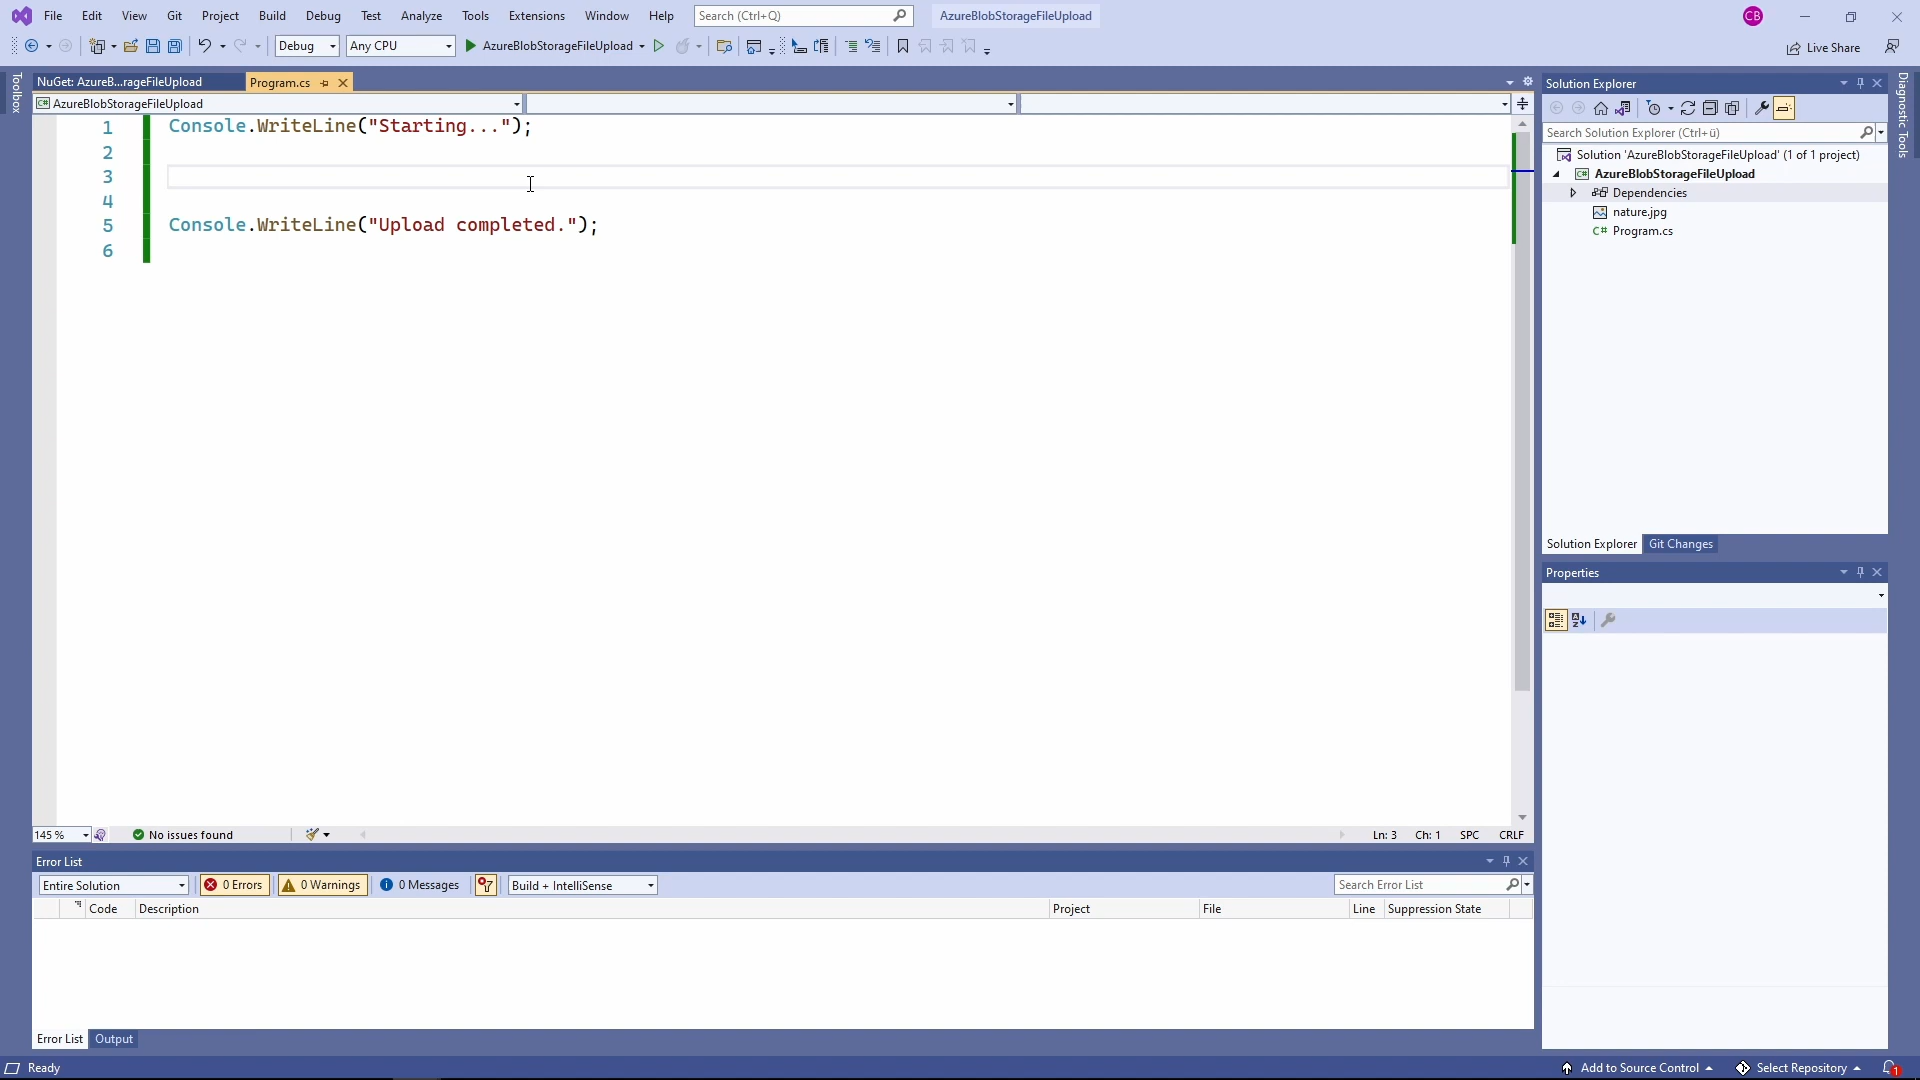 File Edit View Git Project Build Debug Test Analyze Tools Extensions Window Help Search (Ctrl+Q) AzureBlobStorageFileUpload CB
Debug Any CPU AzureBlobStorageFileUpload Live Share
Toolbox
NuGet: AzureB...rageFileUpload Program.cs
AzureBlobStorageFileUpload
1 Console.WriteLine("Starting...");
2
3
4
5 Console.WriteLine("Upload completed.");
6
145 % No issues found Ln: 3 Ch: 1 SPC CRLF
Error List
Entire Solution 0 Errors 0 Warnings 0 Messages Build + IntelliSense Search Error List
Code Description Project File Line Suppression State
Error List Output
Solution Explorer
Search Solution Explorer (Ctrl+ü)
Solution 'AzureBlobStorageFileUpload' (1 of 1 project)
C# AzureBlobStorageFileUpload
Dependencies
nature.jpg
C# Program.cs
Solution Explorer Git Changes
Properties
Diagnostic Tools
Ready Add to Source Control Select Repository 1